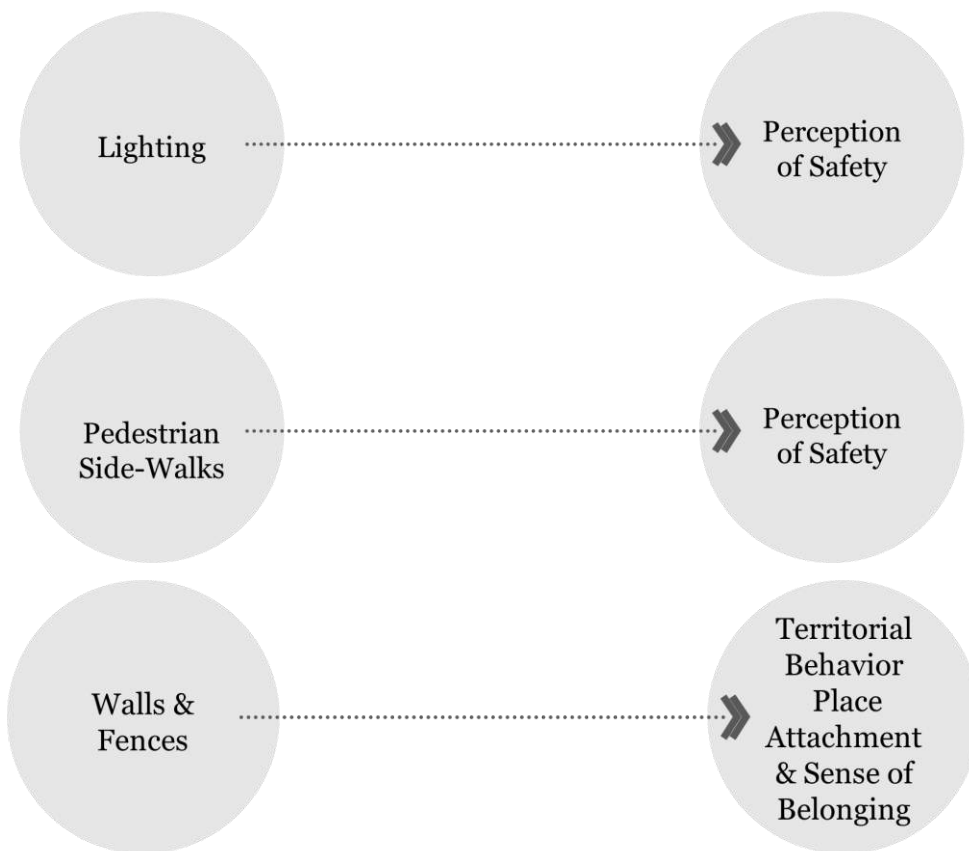 Lighting
Perception
of Safety
Pedestrian
Side-Walks
Perception
of Safety
Walls &
Fences
Territorial
Behavior
Place
Attachment
& Sense of
Belonging